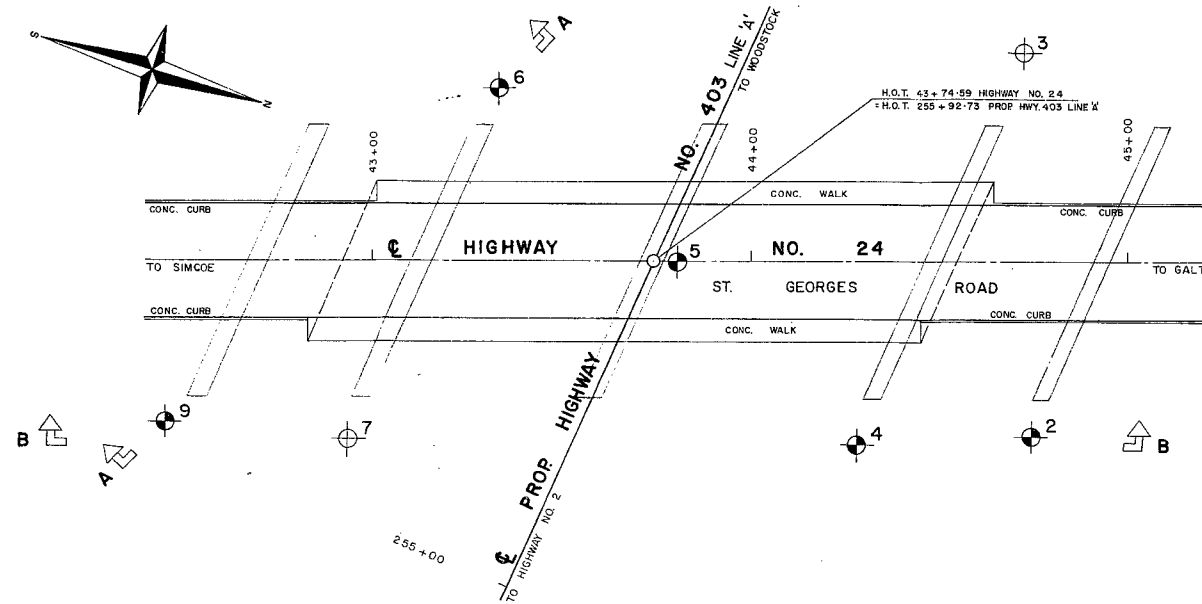 S
N
A
6
3
NO. 403 LINE 'A'
TO WOODSTOCK
H.O.T. 43 + 74·59 HIGHWAY NO. 24
= H.O.T. 255 + 92·73 PROP. HWY. 403 LINE 'A'
43+00
44+00
45+00
CONC. WALK
CONC. CURB
CONC. CURB
℄ HIGHWAY NO. 24
5
TO SIMCOE
TO GALT
ST. GEORGES ROAD
CONC. CURB
CONC. CURB
CONC. WALK
9
7
4
2
B
A
B
℄ PROP. HIGHWAY
TO HIGHWAY NO. 2
255+00